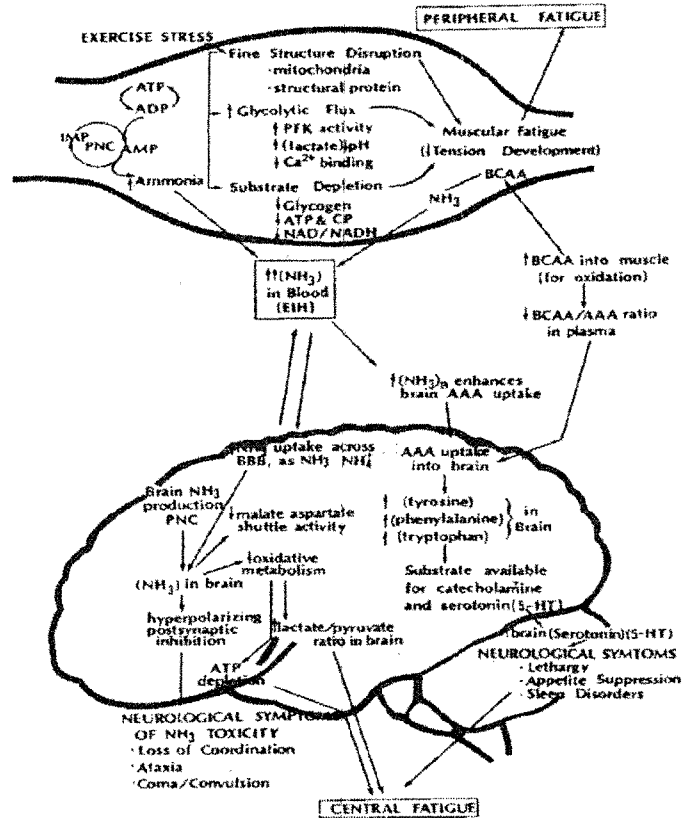 PERIPHERAL FATIGUE
EXERCISE STRESS
Fine Structure Disruption
·mitochondria
·structural protein
ATP
ADP
IMP
PNC
AMP
↑Ammonia
↑Glycolytic Flux
↑PFK activity
↑(lactate)↓pH
↓Ca²⁺ binding
Muscular Fatigue
(↓Tension Development)
Substrate Depletion
↓Glycogen
↓ATP & CP
↓NAD/NADH
BCAA
NH₃
↑↑(NH₃)
in Blood
(EIH)
↑BCAA into muscle
(for oxidation)
↓BCAA/AAA ratio
in plasma
↑(NH₃)B enhances
brain AAA uptake
uptake across
BBB, as NH₃ NH₄⁺
AAA uptake
into brain
Brain NH₃
production
PNC
↓malate aspartate
shuttle activity
↑(tyrosine)
↑(phenylalanine)
↑(tryptophan)
in
Brain
(NH₃) in brain
↓oxidative
metabolism
Substrate available
for catecholamine
and serotonin(5-HT)
hyperpolarizing
postsynaptic
inhibition
↑lactate/pyruvate
ratio in brain
↑brain(Serotonin)(5-HT)
ATP
depletion
NEUROLOGICAL SYMTOMS
·Lethargy
·Appetite Suppression
·Sleep Disorders
NEUROLOGICAL SYMPTOMS
OF NH₃ TOXICITY
·Loss of Coordination
·Ataxia
·Coma/Convulsion
CENTRAL FATIGUE